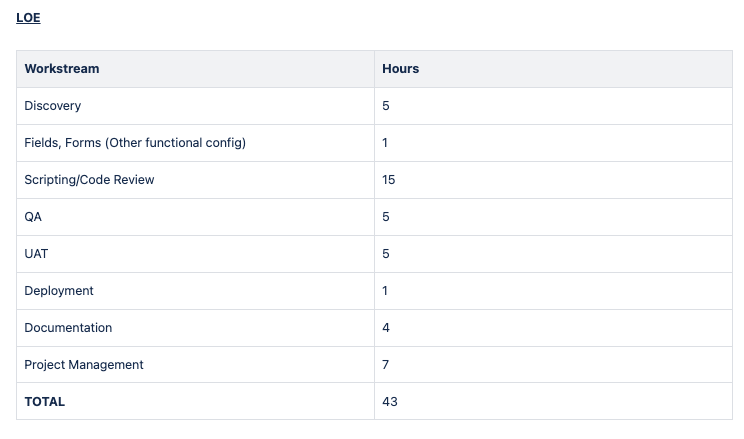 LOE
Workstream Hours
Discovery 5
Fields, Forms (Other functional config) 1
Scripting/Code Review 15
QA 5
UAT 5
Deployment 1
Documentation 4
Project Management 7
TOTAL 43